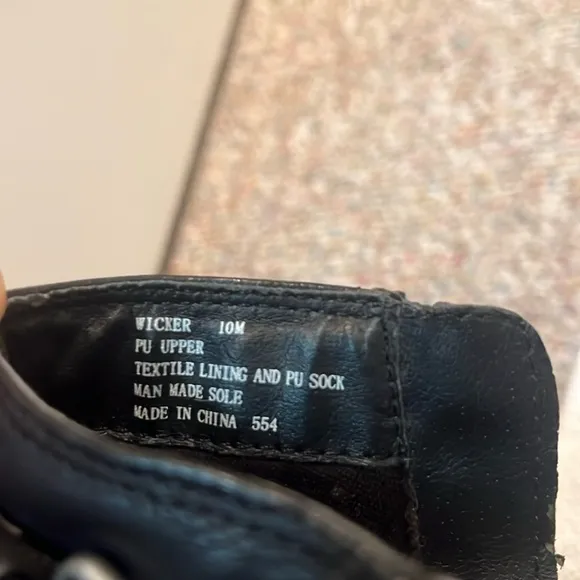 WICKER 10M
PU UPPER
TEXTILE LINING AND PU SOCK
MAN MADE SOLE
MADE IN CHINA 554